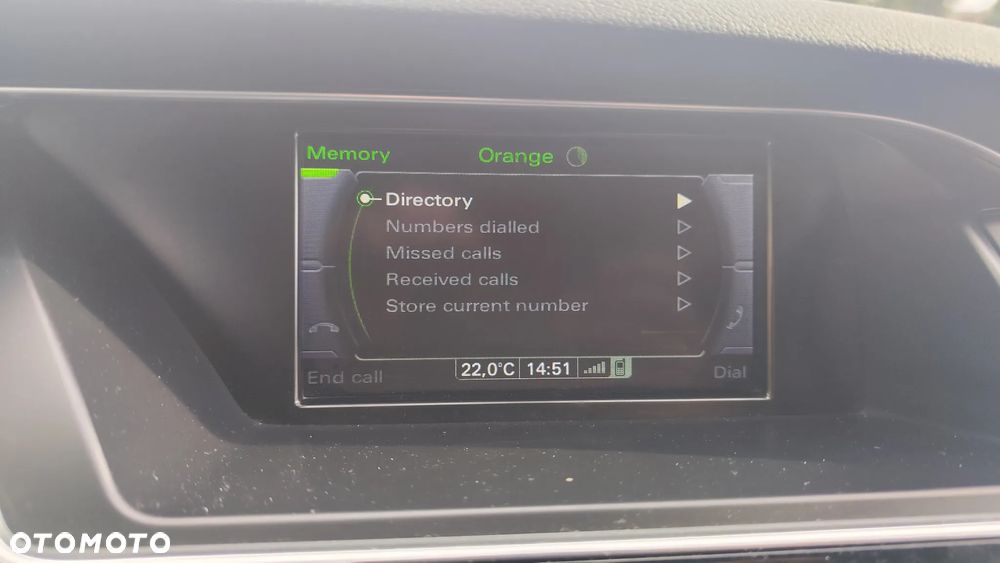 Memory Orange
Directory
Numbers dialled
Missed calls
Received calls
Store current number
End call 22,0°C 14:51 Dial
OTOMOTO